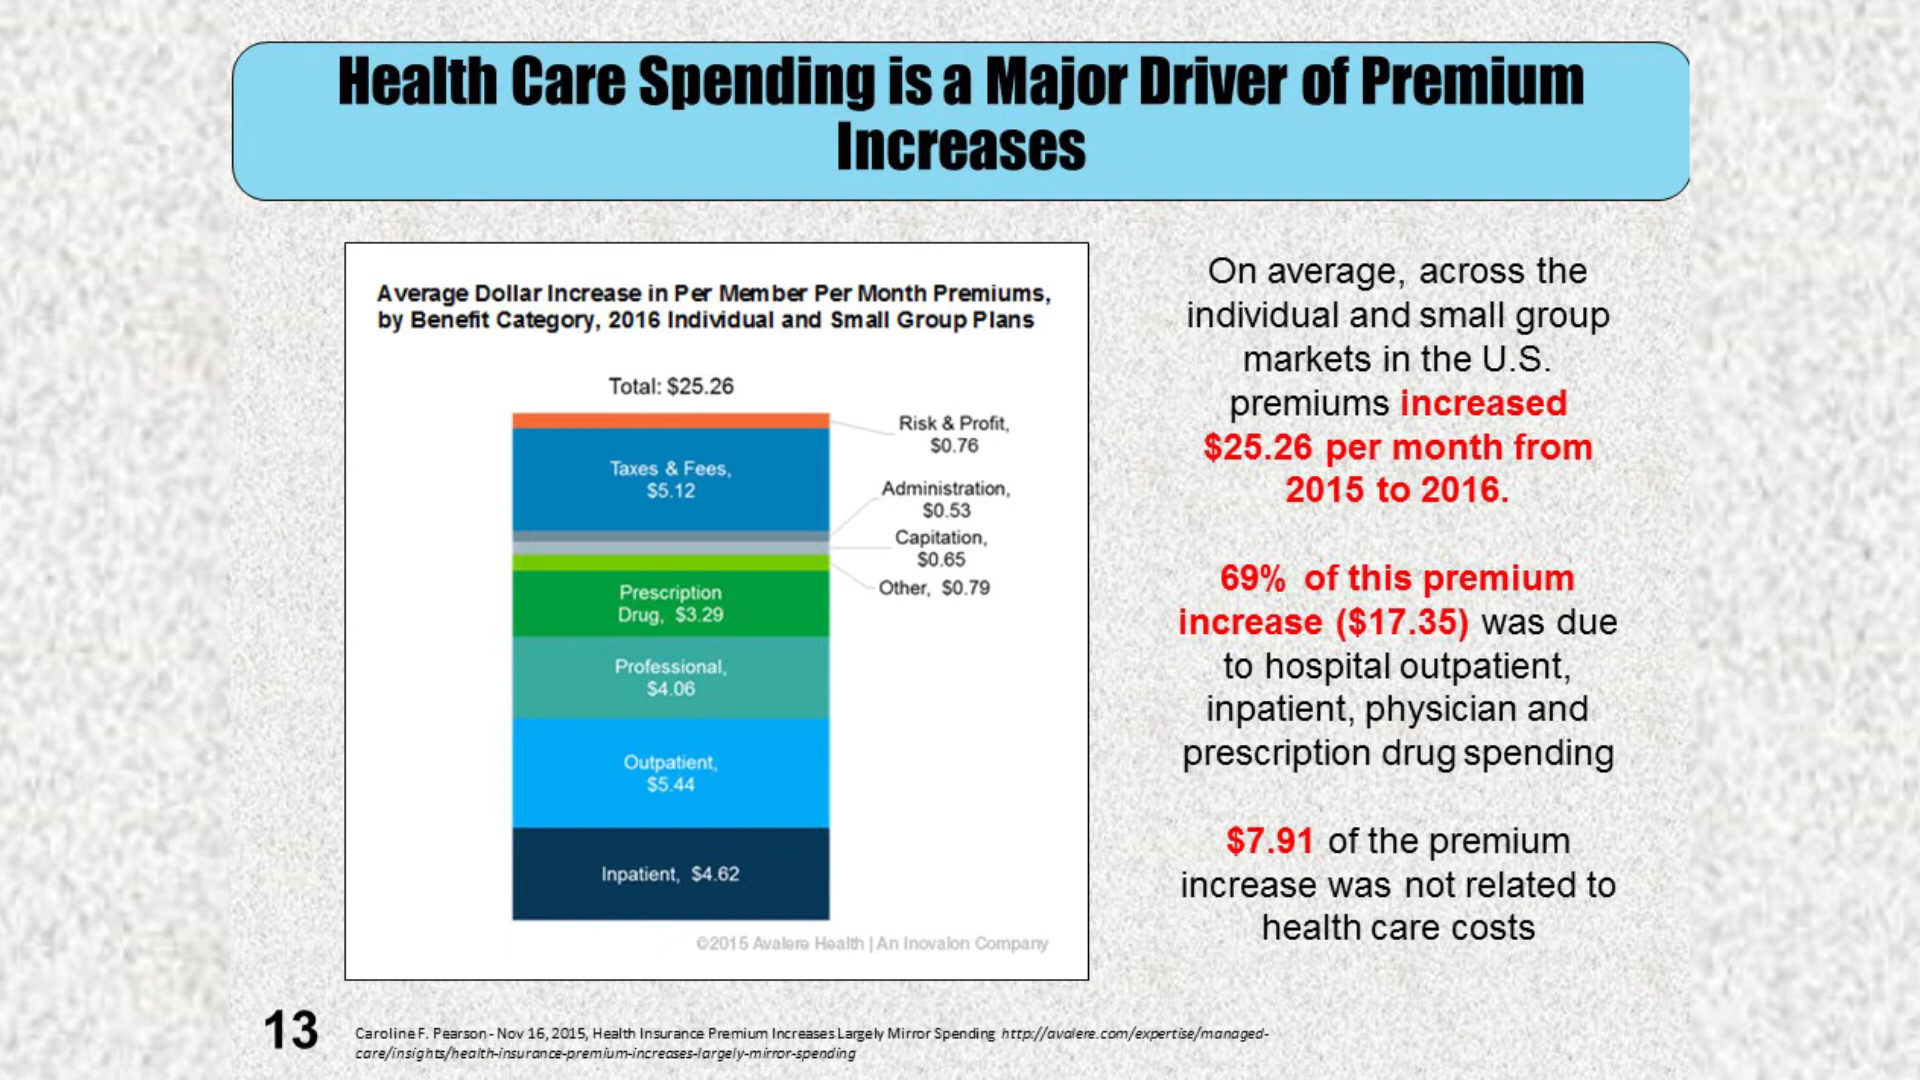 Health Care Spending is a Major Driver of Premium
Increases
Average Dollar Increase in Per Member Per Month Premiums,
by Benefit Category, 2016 Individual and Small Group Plans
Total: $25.26
Risk & Profit,
$0.76
Taxes & Fees,
$5.12
Administration,
$0.53
Capitation,
$0.65
Other, $0.79
Prescription
Drug, $3.29
Professional,
$4.06
Outpatient,
$5.44
Inpatient, $4.62
©2015 Avalere Health | An Inovalon Company
On average, across the
individual and small group
markets in the U.S.
premiums increased
$25.26 per month from
2015 to 2016.
69% of this premium
increase ($17.35) was due
to hospital outpatient,
inpatient, physician and
prescription drug spending
$7.91 of the premium
increase was not related to
health care costs
13
Caroline F. Pearson - Nov 16, 2015, Health Insurance Premium Increases Largely Mirror Spending http://avalere.com/expertise/managed-
care/insights/health-insurance-premium-increases-largely-mirror-spending